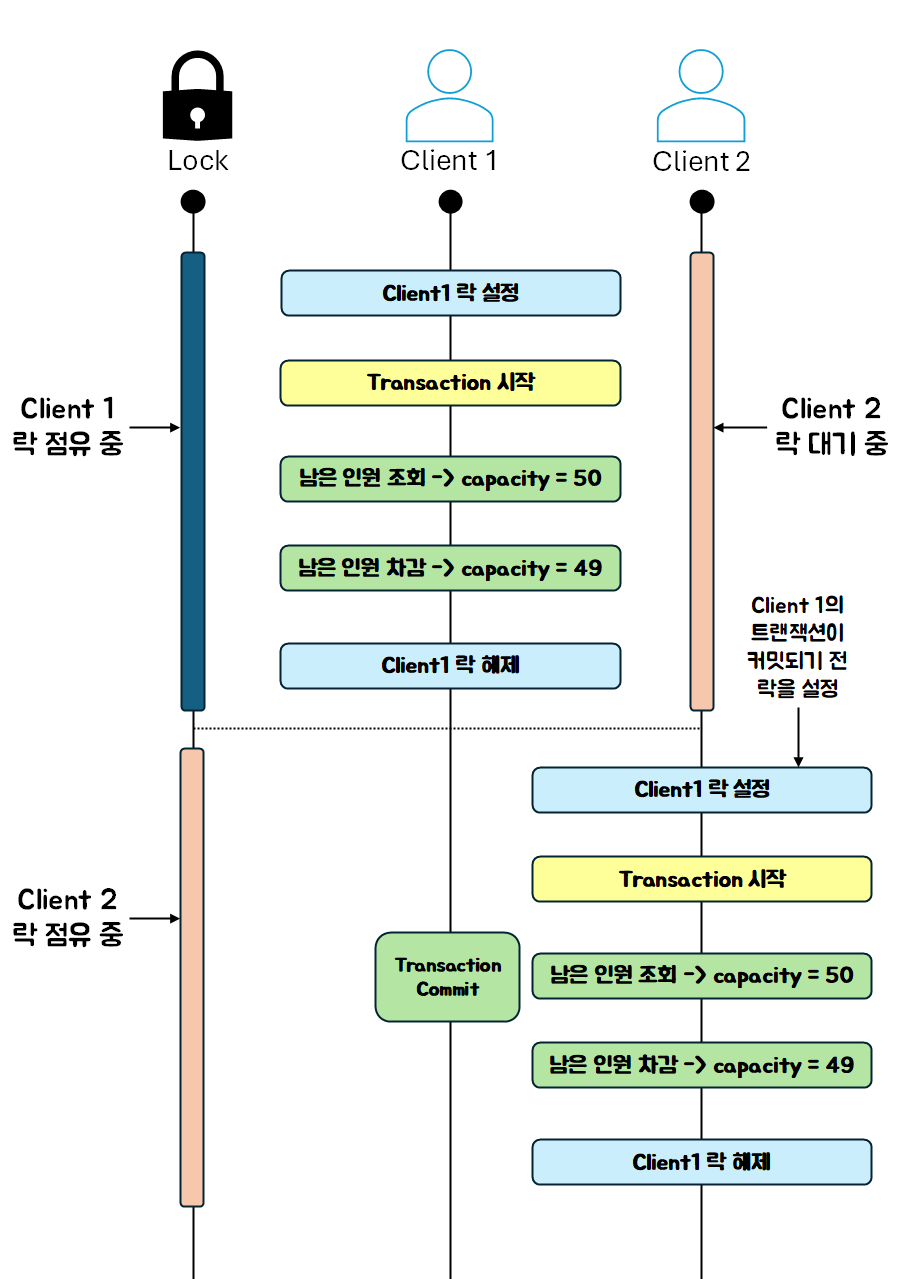 Lock
Client 1
Client 2
Client1 락 설정
Transaction 시작
Client 1
락 점유 중
Client 2
락 대기 중
남은 인원 조회 -> capacity = 50
남은 인원 차감 -> capacity = 49
Client 1의
트랜잭션이
커밋되기 전
락을 설정
Client1 락 해제
Client1 락 설정
Transaction 시작
Client 2
락 점유 중
Transaction
Commit
남은 인원 조회 -> capacity = 50
남은 인원 차감 -> capacity = 49
Client1 락 해제